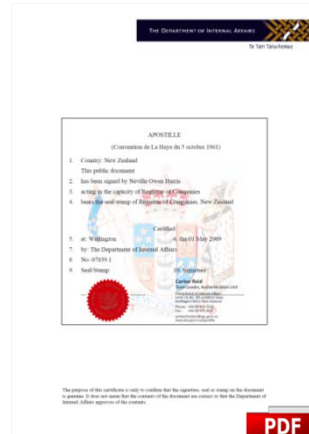 THE DEPARTMENT OF INTERNAL AFFAIRS
Te Tari Taiwhenua
APOSTILLE
(Convention de La Haye du 5 octobre 1961)
1. Country: New Zealand
This public document
2. has been signed by Neville Owen Harris
3. acting in the capacity of Registrar of Companies
4. bears the seal/stamp of Registrar of Companies, New Zealand
Certified
5. at: Wellington 6. the 01 May 2009
7. by: The Department of Internal Affairs
8. No: 07839.1
9. Seal/Stamp 10. Signature
Team Leader, Authentication Unit
The purpose of this certificate is only to confirm that the signature, seal or stamp on the document
is genuine. It does not mean that the contents of the document are correct or that the Department of
Internal Affairs approves of the contents.
PDF